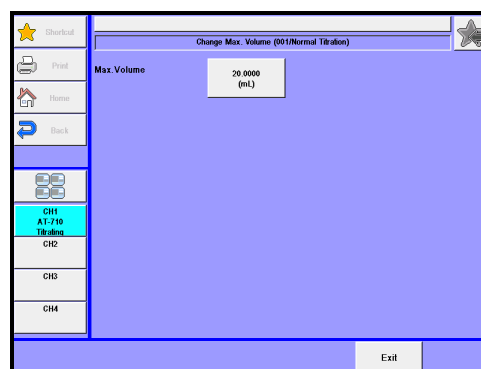 Shortcut
Print
Home
Back
CH1
AT-710
Titrating
CH2
CH3
CH4
Change Max. Volume (001/Normal Titration)
Max.Volume
20.0000
(mL)
Exit